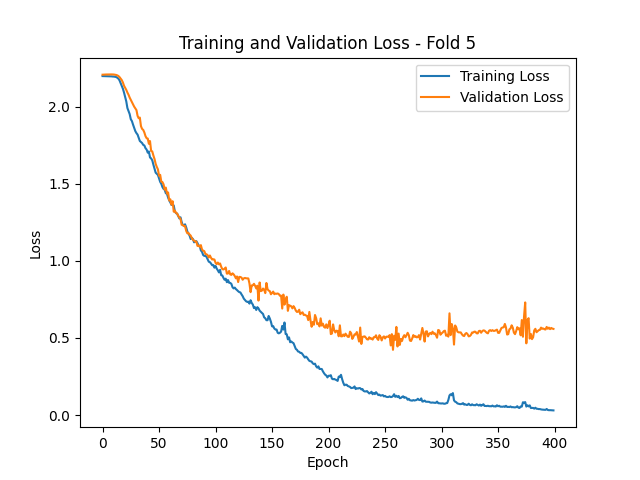 Training and Validation Loss - Fold 5
Training Loss
Validation Loss
Loss
2.0
1.5
1.0
0.5
0.0
0 50 100 150 200 250 300 350 400
Epoch